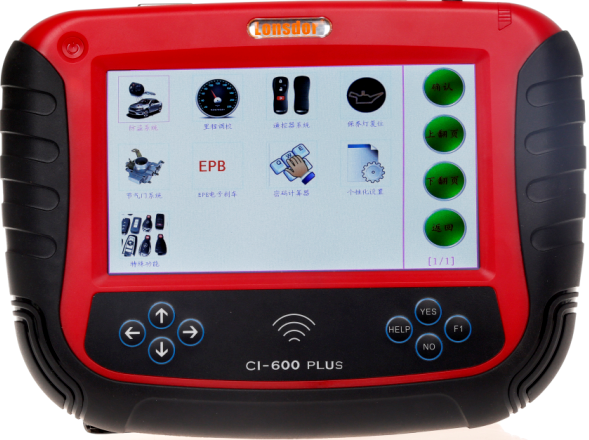 Lonsdor
防盗系统
里程调校
遥控器系统
保养灯复位
确认
上翻页
节气门系统
EPB
EPB电子刹车
密码计算器
个性化设置
下翻页
特殊功能
返回
[1/1]
YES
HELP
F1
NO
CI-600 PLUS